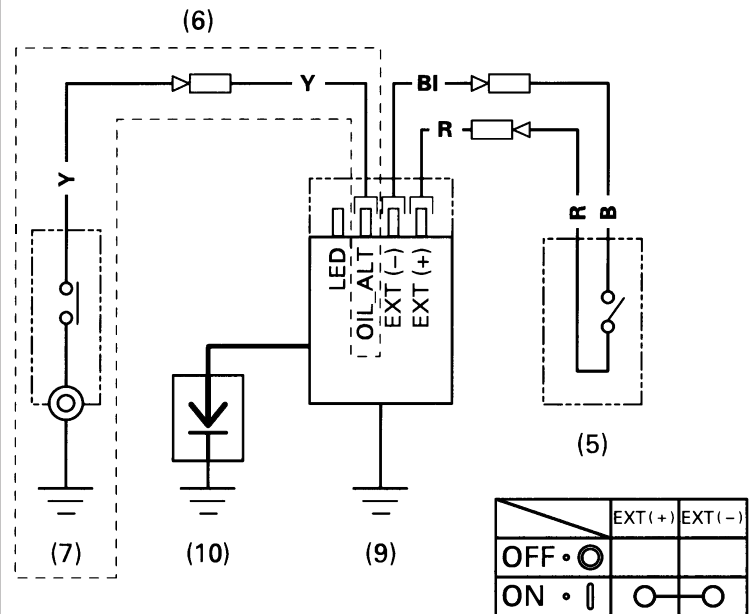 (6)
Y
Bl
R
Y
R
B
LED
OIL_ALT
EXT (–)
EXT (+)
(5)
(7)
(10)
(9)
EXT(+) EXT(–)
OFF
ON